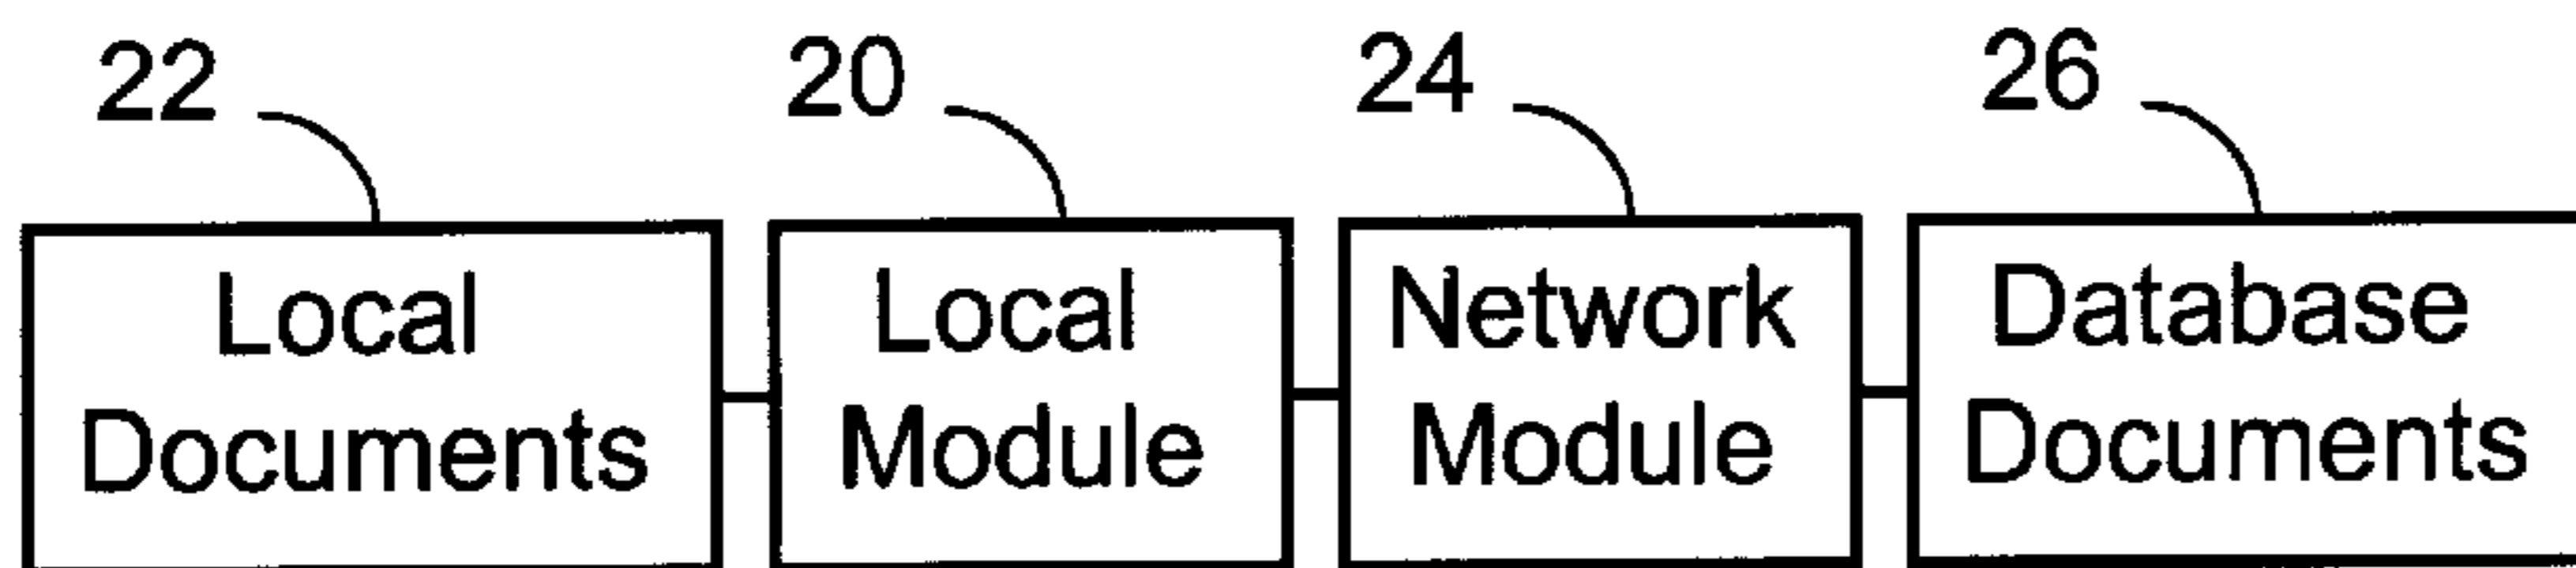 22 20 24 26
Local Documents
Local Module
Network Module
Database Documents